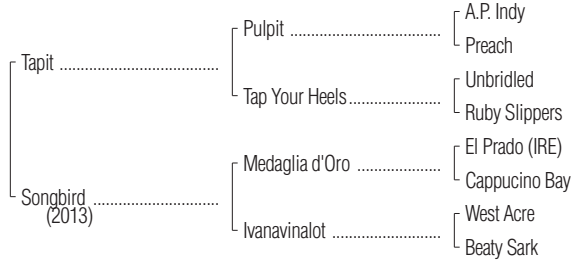 A.P. Indy
Pulpit
Preach
Tapit
Unbridled
Tap Your Heels
Ruby Slippers
El Prado (IRE)
Medaglia d'Oro
Cappucino Bay
Songbird
(2013)
West Acre
Ivanavinalot
Beaty Sark